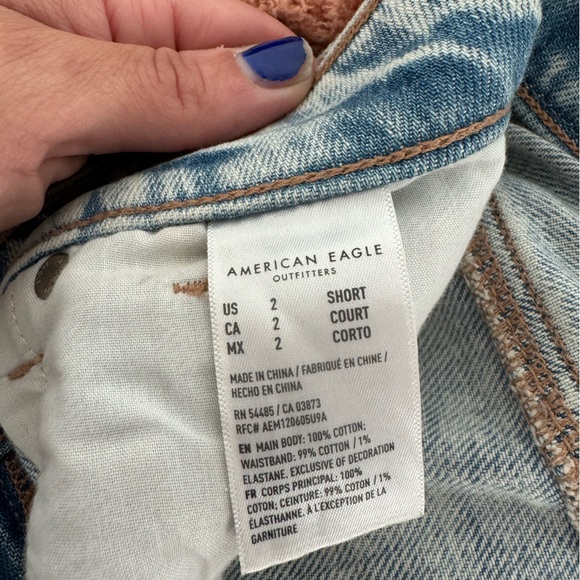 AMERICAN EAGLE
OUTFITTERS
US 2 SHORT
CA 2 COURT
MX 2 CORTO
MADE IN CHINA / FABRIQUÉ EN CHINE /
HECHO EN CHINA
RN 54485 / CA 03873
RFC# AEM120605U9A
EN MAIN BODY: 100% COTTON;
WAISTBAND: 99% COTTON / 1%
ELASTANE. EXCLUSIVE OF DECORATION
FR CORPS PRINCIPAL: 100%
COTON; CEINTURE: 99% COTON / 1%
ÉLASTHANNE. À L'EXCEPTION DE LA
GARNITURE